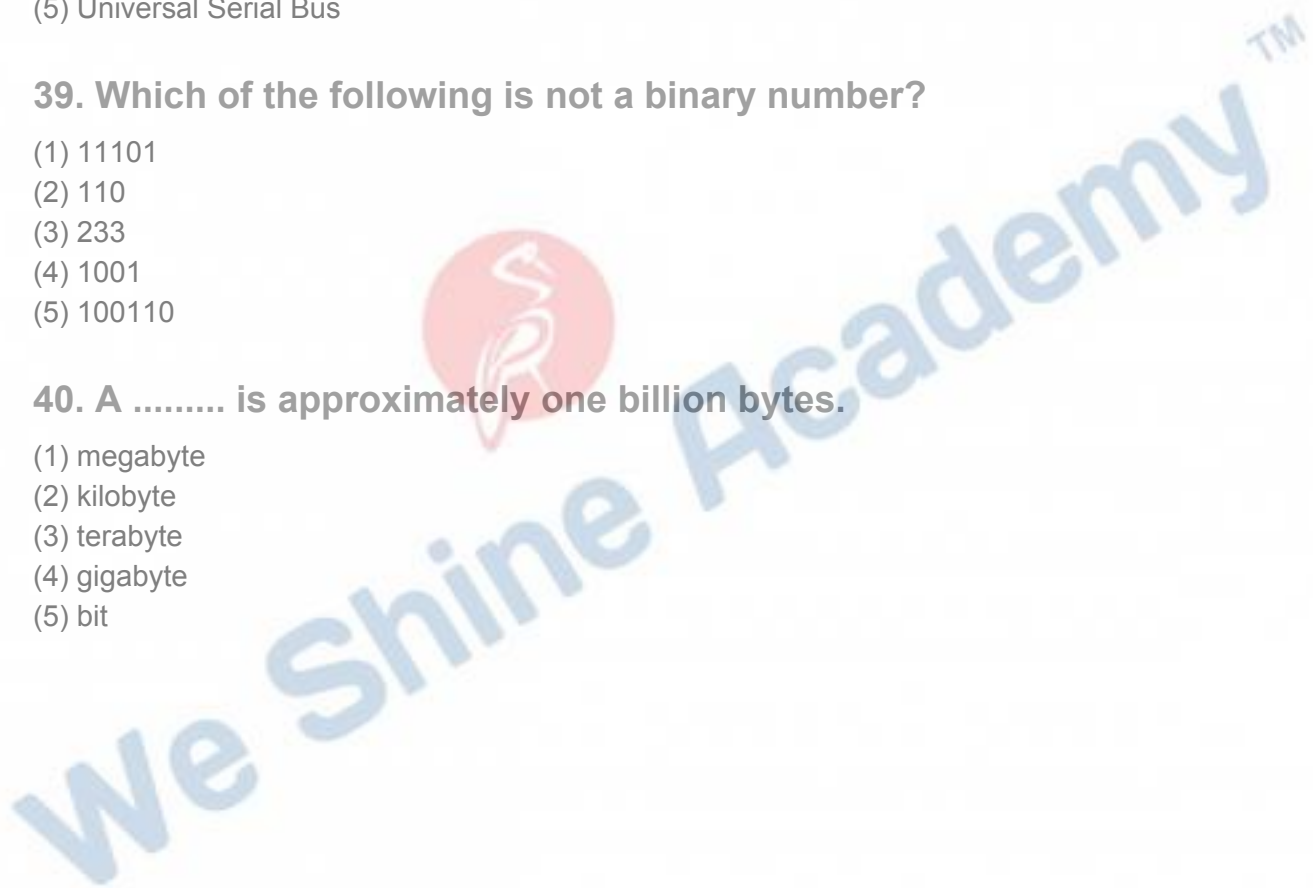 (5) Universal Serial Bus
39. Which of the following is not a binary number?
(1) 11101
(2) 110
(3) 233
(4) 1001
(5) 100110
40. A ......... is approximately one billion bytes.
(1) megabyte
(2) kilobyte
(3) terabyte
(4) gigabyte
(5) bit
We Shine Academy TM